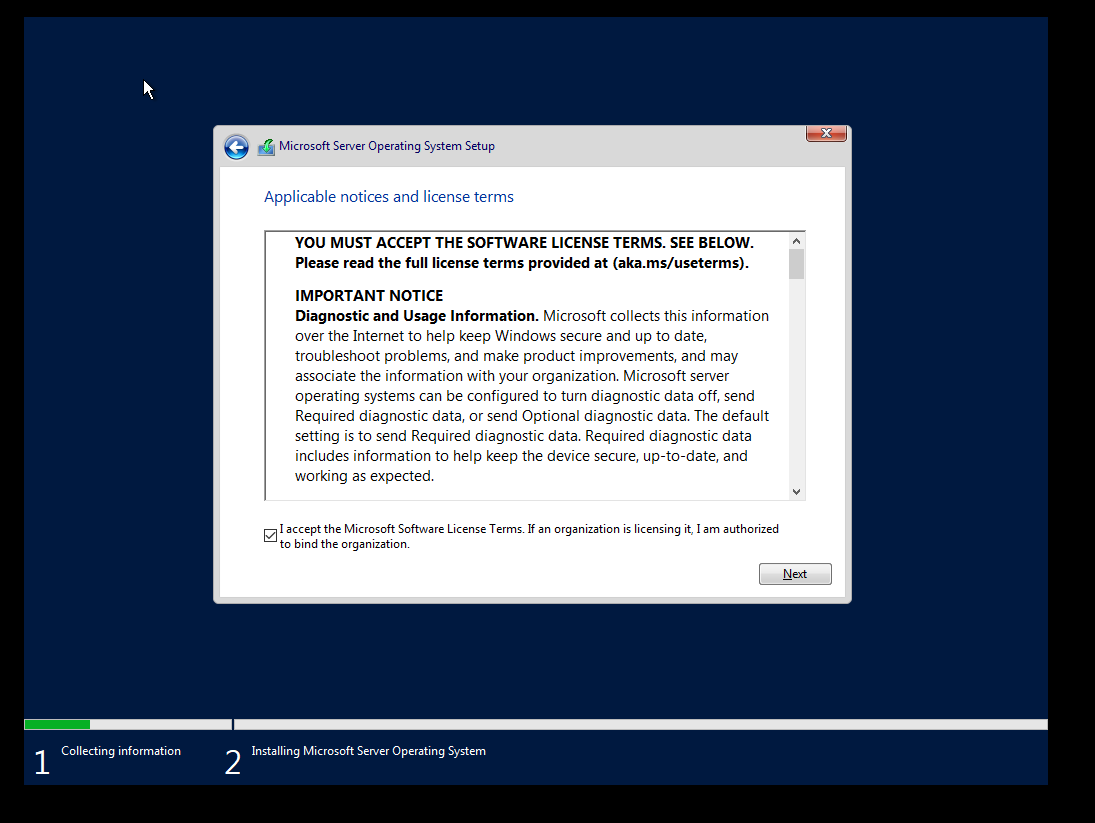 Microsoft Server Operating System Setup
Applicable notices and license terms
YOU MUST ACCEPT THE SOFTWARE LICENSE TERMS. SEE BELOW.
Please read the full license terms provided at (aka.ms/useterms).
IMPORTANT NOTICE
Diagnostic and Usage Information. Microsoft collects this information
over the Internet to help keep Windows secure and up to date,
troubleshoot problems, and make product improvements, and may
associate the information with your organization. Microsoft server
operating systems can be configured to turn diagnostic data off, send
Required diagnostic data, or send Optional diagnostic data. The default
setting is to send Required diagnostic data. Required diagnostic data
includes information to help keep the device secure, up-to-date, and
working as expected.
I accept the Microsoft Software License Terms. If an organization is licensing it, I am authorized
to bind the organization.
Next
1 Collecting information
2 Installing Microsoft Server Operating System